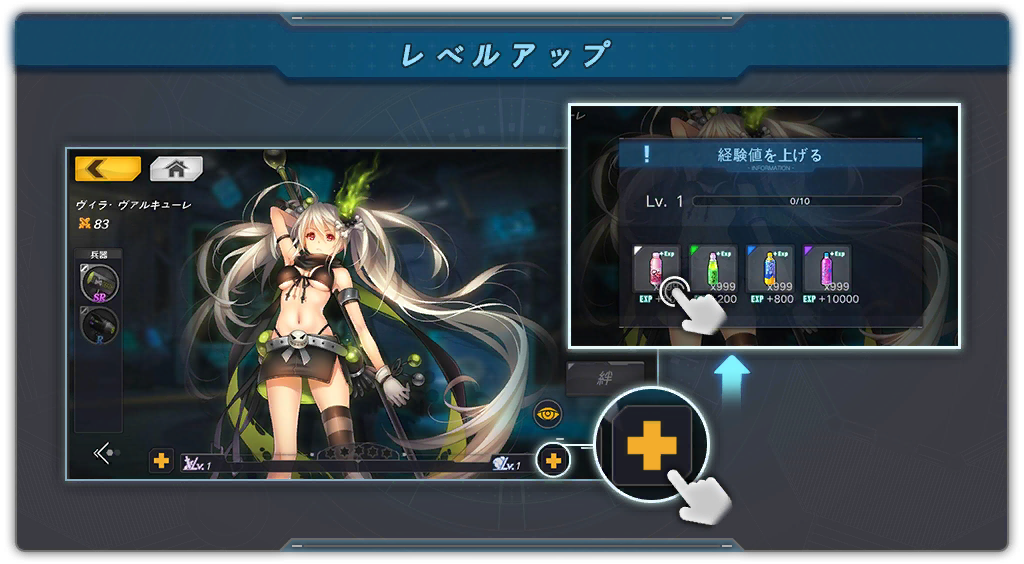 レベルアップ
ヴィラ・ヴァルキューレ
83
兵器
SR
R
Lv.1
Lv.1
絆
レ
!
経験値を上げる
-INFORMATION-
Lv. 1
0/10
+Exp
+Exp
+Exp
+Exp
x999
x999
x999
EXP +
200
EXP +800
EXP +10000